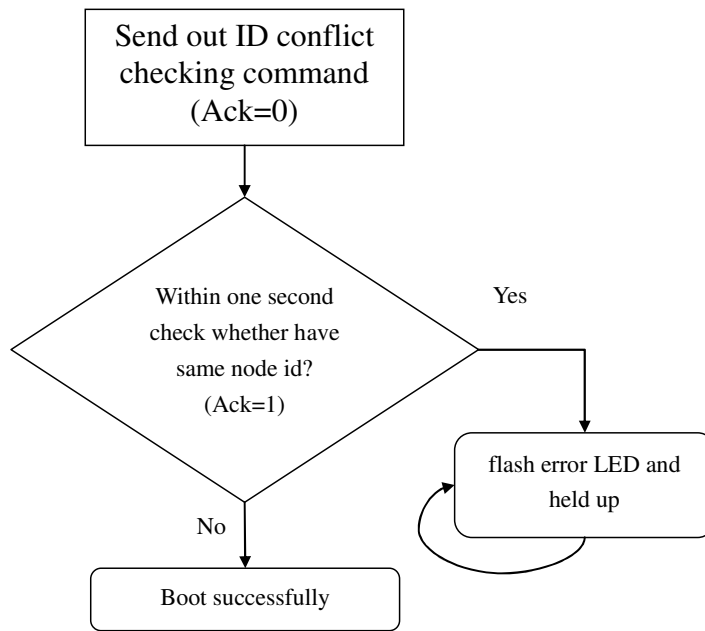 Send out ID conflict
checking command
(Ack=0)
Within one second
check whether have
same node id?
(Ack=1)
Yes
flash error LED and
held up
No
Boot successfully